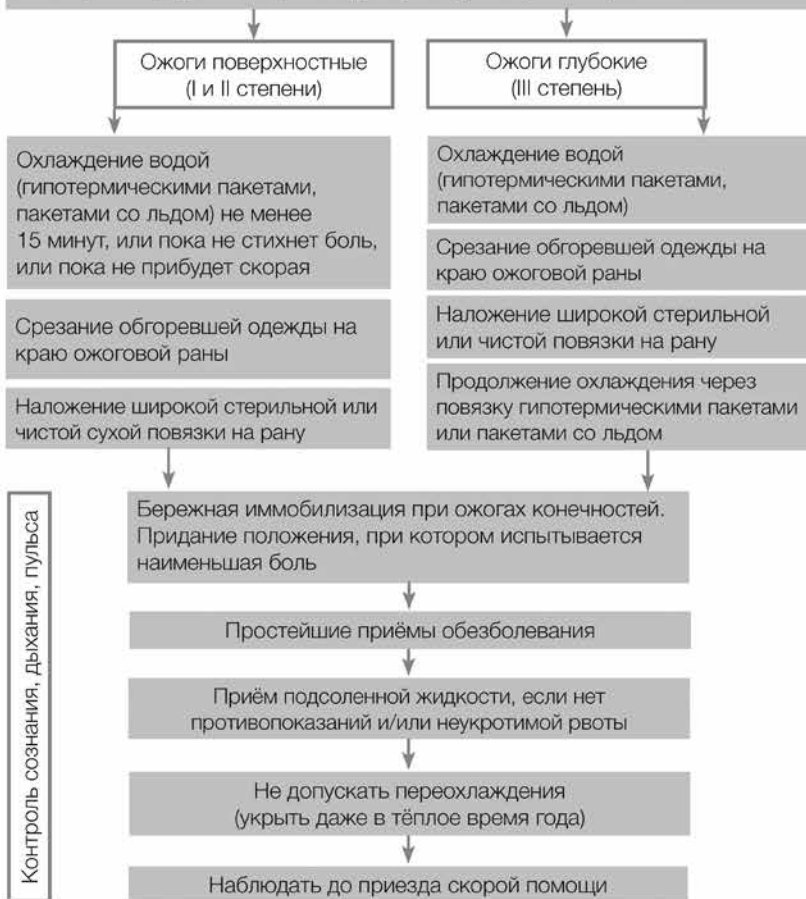 Ожоги поверхностные
(I и II степени)
Ожоги глубокие
(III степень)
Охлаждение водой
(гипотермическими пакетами,
пакетами со льдом) не менее
15 минут, или пока не стихнет боль,
или пока не прибудет скорая
Срезание обгоревшей одежды на
краю ожоговой раны
Наложение широкой стерильной или
чистой сухой повязки на рану
Охлаждение водой
(гипотермическими пакетами,
пакетами со льдом)
Срезание обгоревшей одежды на
краю ожоговой раны
Наложение широкой стерильной
или чистой повязки на рану
Продолжение охлаждения через
повязку гипотермическими пакетами
или пакетами со льдом
Контроль сознания, дыхания, пульса
Бережная иммобилизация при ожогах конечностей.
Придание положения, при котором испытывается
наименьшая боль
Простейшие приёмы обезболевания
Приём подсоленной жидкости, если нет
противопоказаний и/или неукротимой рвоты
Не допускать переохлаждения
(укрыть даже в тёплое время года)
Наблюдать до приезда скорой помощи